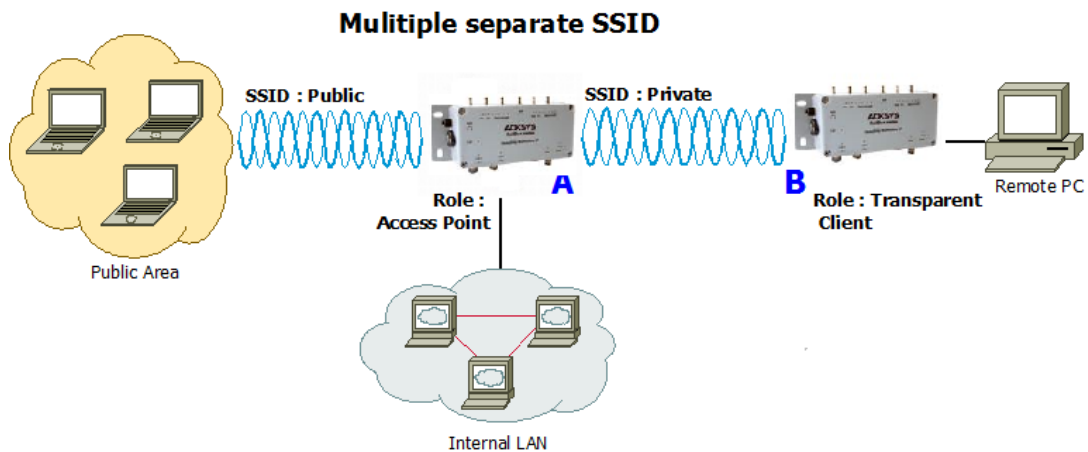 Mulitiple separate SSID
SSID : Public
SSID : Private
ACKSYS
A
B
Role :
Access Point
Role : Transparent
Client
Remote PC
Public Area
Internal LAN